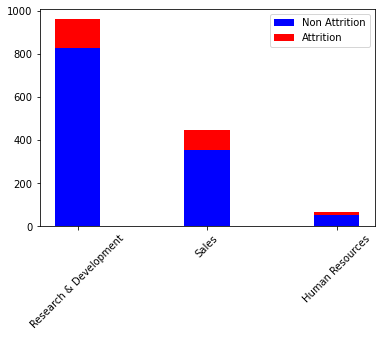 1000
800
600
400
200
0
Non Attrition
Attrition
Research & Development
Sales
Human Resources